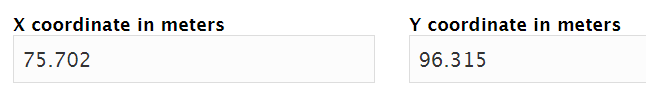 X coordinate in meters Y coordinate in meters
75.702 96.315